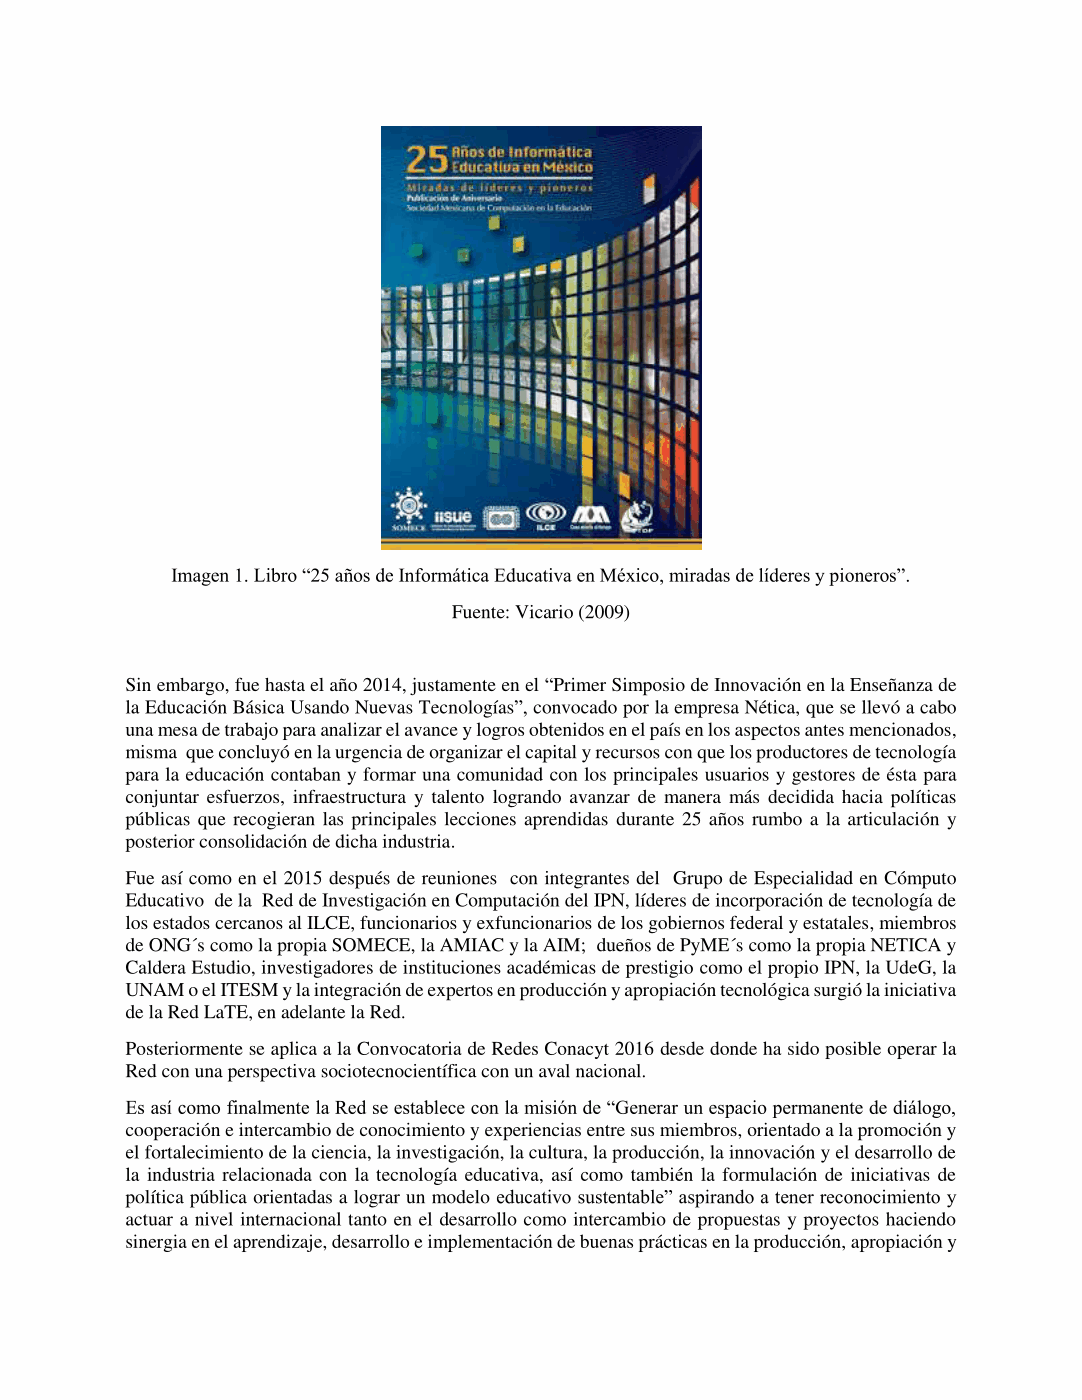 25 Años de Informática
Educativa en México
Miradas de líderes y pioneros
Publicación de Aniversario
Sociedad Mexicana de Computación en la Educación
SOMECE
IISUE
ILCE
Imagen 1. Libro “25 años de Informática Educativa en México, miradas de líderes y pioneros”.
Fuente: Vicario (2009)
Sin embargo, fue hasta el año 2014, justamente en el “Primer Simposio de Innovación en la Enseñanza de
la Educación Básica Usando Nuevas Tecnologías”, convocado por la empresa Nética, que se llevó a cabo
una mesa de trabajo para analizar el avance y logros obtenidos en el país en los aspectos antes mencionados,
misma  que concluyó en la urgencia de organizar el capital y recursos con que los productores de tecnología
para la educación contaban y formar una comunidad con los principales usuarios y gestores de ésta para
conjuntar esfuerzos, infraestructura y talento logrando avanzar de manera más decidida hacia políticas
públicas que recogieran las principales lecciones aprendidas durante 25 años rumbo a la articulación y
posterior consolidación de dicha industria.
Fue así como en el 2015 después de reuniones  con integrantes del  Grupo de Especialidad en Cómputo
Educativo  de la  Red de Investigación en Computación del IPN, líderes de incorporación de tecnología de
los estados cercanos al ILCE, funcionarios y exfuncionarios de los gobiernos federal y estatales, miembros
de ONG´s como la propia SOMECE, la AMIAC y la AIM;  dueños de PyME´s como la propia NETICA y
Caldera Estudio, investigadores de instituciones académicas de prestigio como el propio IPN, la UdeG, la
UNAM o el ITESM y la integración de expertos en producción y apropiación tecnológica surgió la iniciativa
de la Red LaTE, en adelante la Red.
Posteriormente se aplica a la Convocatoria de Redes Conacyt 2016 desde donde ha sido posible operar la
Red con una perspectiva sociotecnocientífica con un aval nacional.
Es así como finalmente la Red se establece con la misión de “Generar un espacio permanente de diálogo,
cooperación e intercambio de conocimiento y experiencias entre sus miembros, orientado a la promoción y
el fortalecimiento de la ciencia, la investigación, la cultura, la producción, la innovación y el desarrollo de
la industria relacionada con la tecnología educativa, así como también la formulación de iniciativas de
política pública orientadas a lograr un modelo educativo sustentable” aspirando a tener reconocimiento y
actuar a nivel internacional tanto en el desarrollo como intercambio de propuestas y proyectos haciendo
sinergia en el aprendizaje, desarrollo e implementación de buenas prácticas en la producción, apropiación y